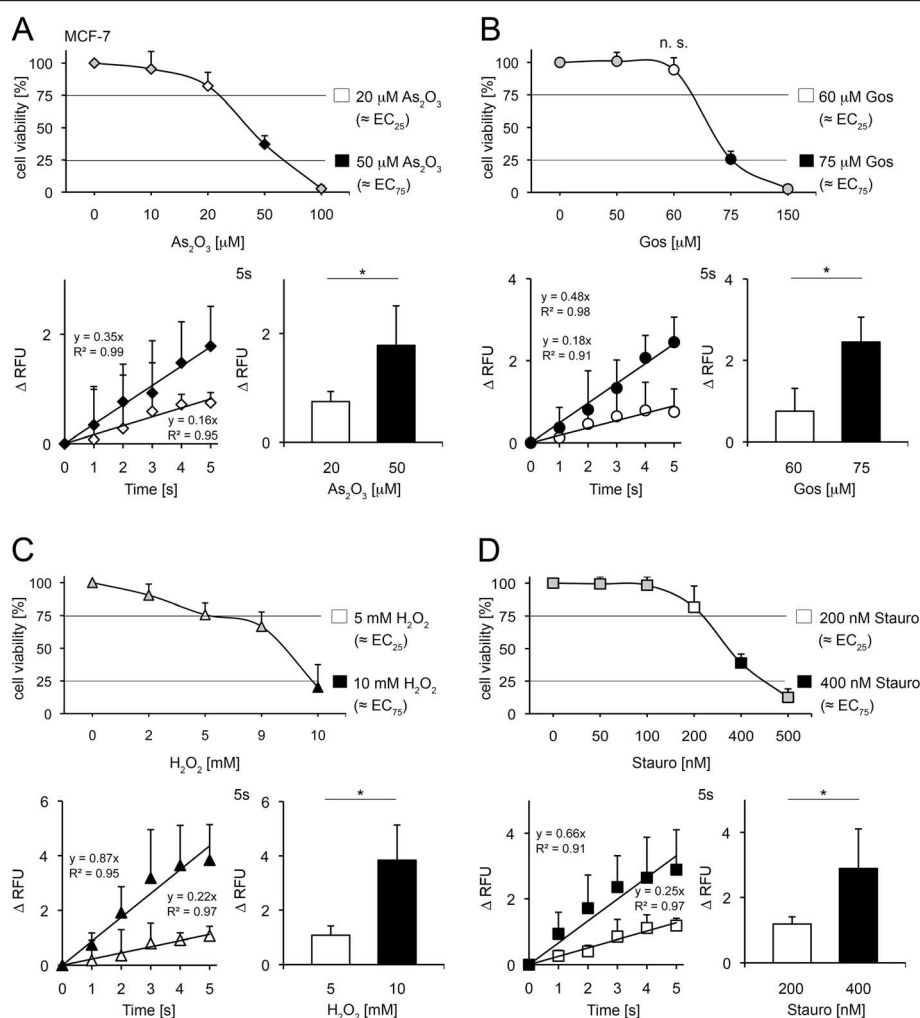 A
MCF-7
cell viability [%]
100
75
50
25
0
0 10 20 50 100
As₂O₃ [µM]
20 µM As₂O₃
(≈ EC₂₅)
50 µM As₂O₃
(≈ EC₇₅)
Δ RFU
2
0
y = 0.35x
R² = 0.99
y = 0.16x
R² = 0.95
0 1 2 3 4 5
Time [s]
5s
Δ RFU
2
0
*
20 50
As₂O₃ [µM]
B
n. s.
cell viability [%]
100
75
50
25
0
0 50 60 75 150
Gos [µM]
60 µM Gos
(≈ EC₂₅)
75 µM Gos
(≈ EC₇₅)
Δ RFU
4
2
0
y = 0.48x
R² = 0.98
y = 0.18x
R² = 0.91
0 1 2 3 4 5
Time [s]
5s
Δ RFU
4
2
0
*
60 75
Gos [µM]
C
cell viability [%]
100
75
50
25
0
0 2 5 9 10
H₂O₂ [mM]
5 mM H₂O₂
(≈ EC₂₅)
10 mM H₂O₂
(≈ EC₇₅)
Δ RFU
6
4
2
0
y = 0.87x
R² = 0.95
y = 0.22x
R² = 0.97
0 1 2 3 4 5
Time [s]
5s
Δ RFU
6
4
2
0
*
5 10
H₂O₂ [mM]
D
cell viability [%]
100
75
50
25
0
0 50 100 200 400 500
Stauro [nM]
200 nM Stauro
(≈ EC₂₅)
400 nM Stauro
(≈ EC₇₅)
Δ RFU
4
2
0
y = 0.66x
R² = 0.91
y = 0.25x
R² = 0.97
0 1 2 3 4 5
Time [s]
5s
Δ RFU
4
2
0
*
200 400
Stauro [nM]